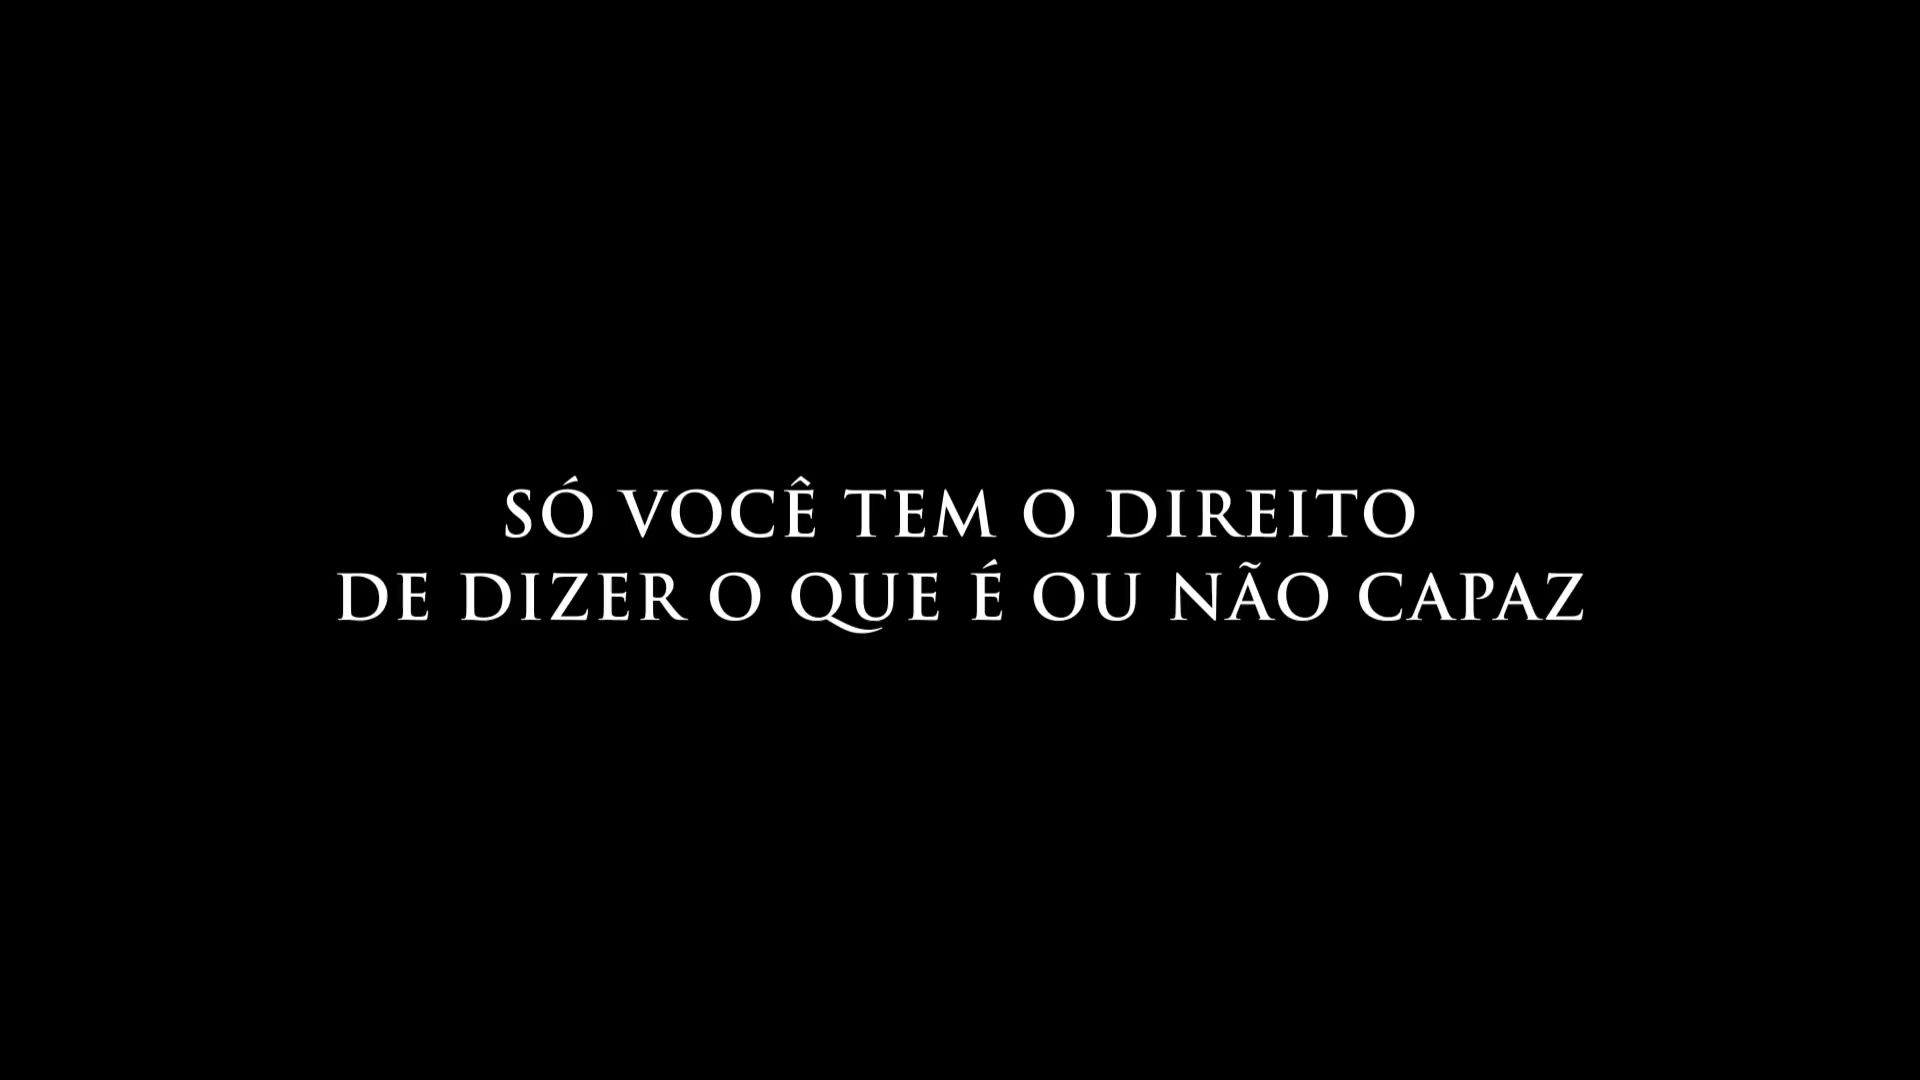 SÓ VOCÊ TEM O DIREITO
DE DIZER O QUE É OU NÃO CAPAZ